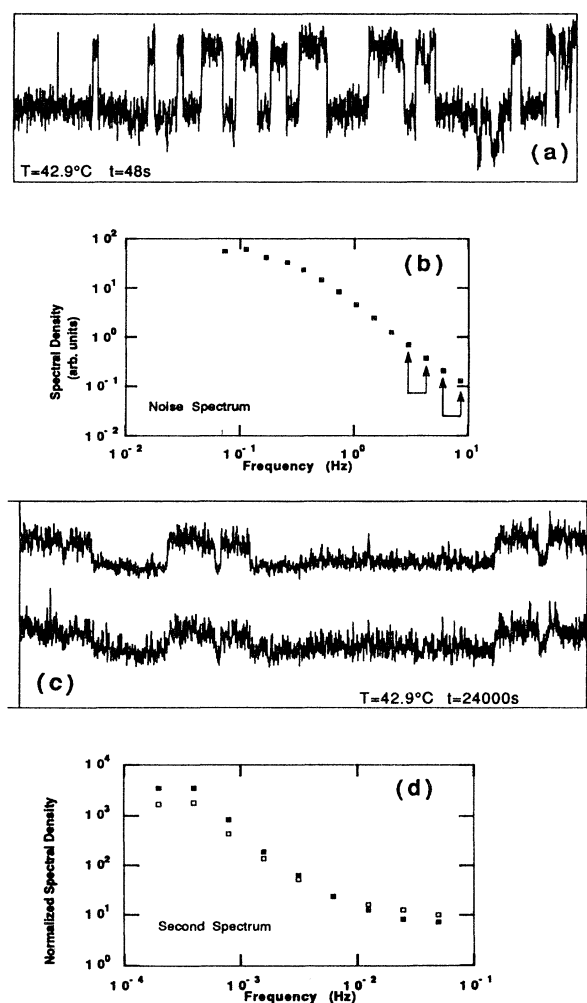 T=42.9°C t=48s
(a)
Spectral Density
(arb. units)
10²
10¹
10⁰
10⁻¹
10⁻²
(b)
Noise Spectrum
10⁻² 10⁻¹ 10⁰ 10¹
Frequency (Hz)
(c)
T=42.9°C t=24000s
Normalized Spectral Density
10⁴
10³
10²
10¹
10⁰
(d)
Second Spectrum
10⁻⁴ 10⁻³ 10⁻² 10⁻¹
Frequency (Hz)